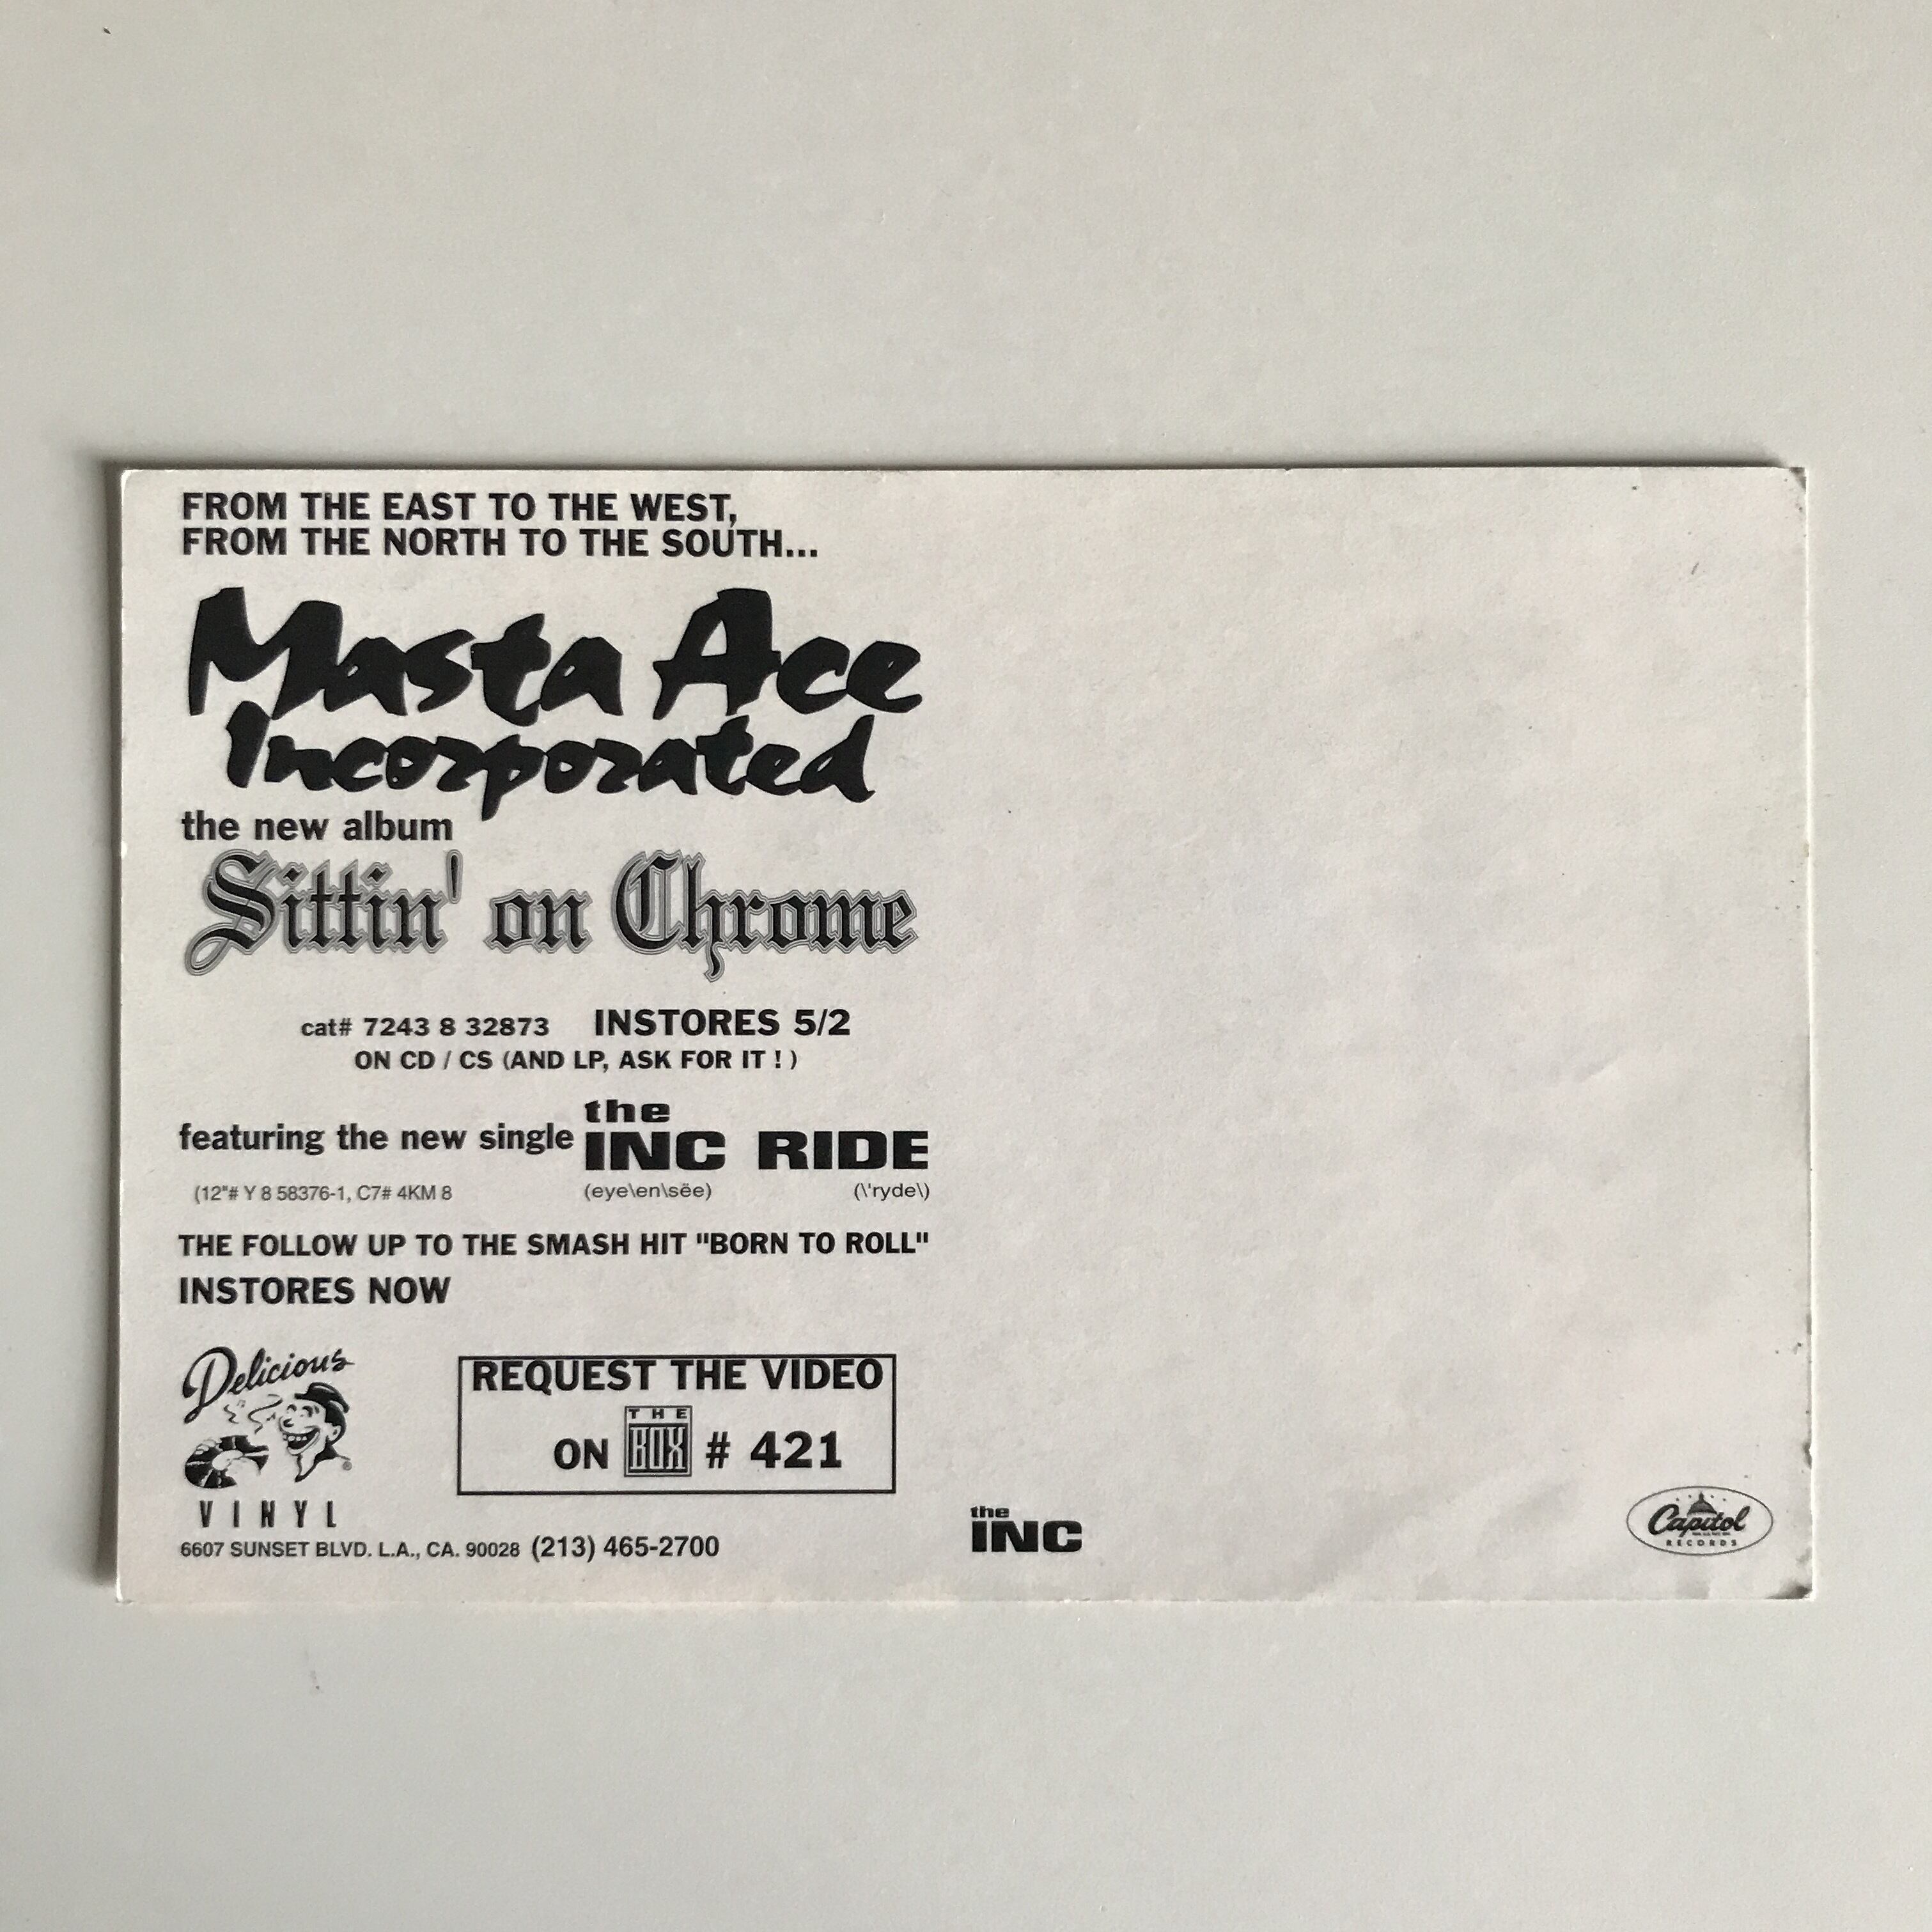 FROM THE EAST TO THE WEST,
FROM THE NORTH TO THE SOUTH...
Masta Ace
Incorporated
the new album
Sittin' on Chrome
cat# 7243 8 32873 INSTORES 5/2
ON CD / CS (AND LP, ASK FOR IT ! )
featuring the new single the INC RIDE
(12"# Y 8 58376-1, C7# 4KM 8 (eye\en\sëe) (\'ryde\)
THE FOLLOW UP TO THE SMASH HIT "BORN TO ROLL"
INSTORES NOW
Delicious
VINYL
REQUEST THE VIDEO
ON THE BOX # 421
6607 SUNSET BLVD. L.A., CA. 90028 (213) 465-2700
the
INC
Capitol
RECORDS